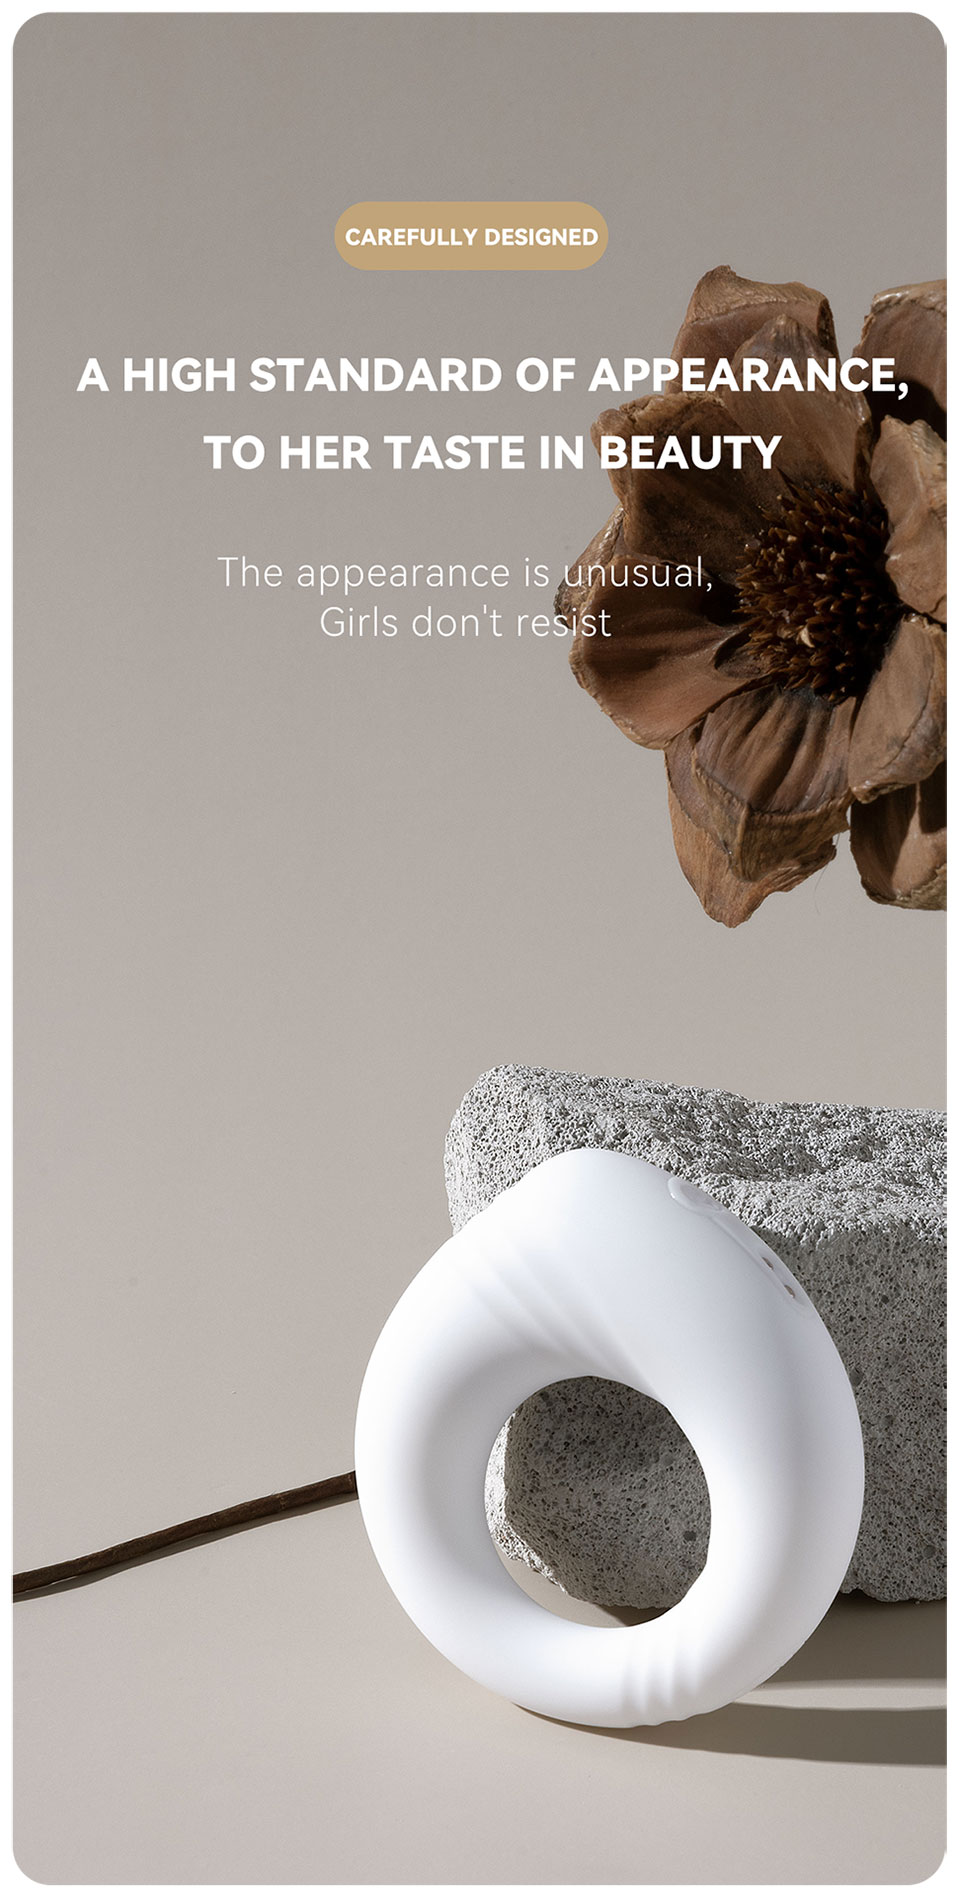 CAREFULLY DESIGNED
A HIGH STANDARD OF APPEARANCE,
TO HER TASTE IN BEAUTY
The appearance is unusual,
Girls don't resist